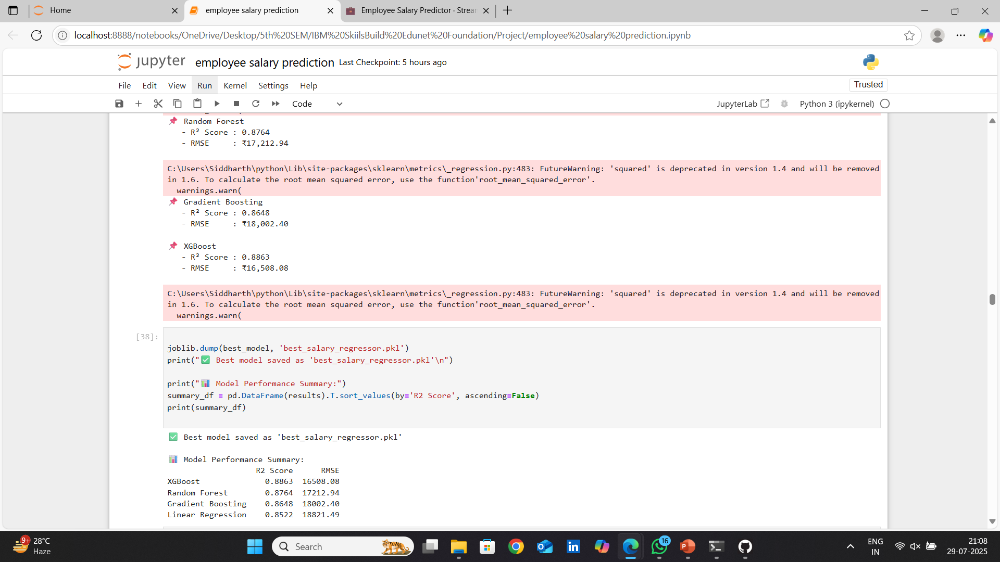 Home
employee salary prediction
Employee Salary Predictor · Strear
localhost:8888/notebooks/OneDrive/Desktop/5th%20SEM/IBM%20SkiilsBuild%20Edunet%20Foundation/Project/employee%20salary%20prediction.ipynb
jupyter employee salary prediction Last Checkpoint: 5 hours ago
File Edit View Run Kernel Settings Help
Trusted
Code
JupyterLab
Python 3 (ipykernel)
📌 Random Forest
- R² Score : 0.8764
- RMSE : ₹17,212.94
C:\Users\Siddharth\python\Lib\site-packages\sklearn\metrics\_regression.py:483: FutureWarning: 'squared' is deprecated in version 1.4 and will be removed
in 1.6. To calculate the root mean squared error, use the function'root_mean_squared_error'.
warnings.warn(
📌 Gradient Boosting
- R² Score : 0.8648
- RMSE : ₹18,002.40
📌 XGBoost
- R² Score : 0.8863
- RMSE : ₹16,508.08
C:\Users\Siddharth\python\Lib\site-packages\sklearn\metrics\_regression.py:483: FutureWarning: 'squared' is deprecated in version 1.4 and will be removed
in 1.6. To calculate the root mean squared error, use the function'root_mean_squared_error'.
warnings.warn(
[38]:
joblib.dump(best_model, 'best_salary_regressor.pkl')
print("✅ Best model saved as 'best_salary_regressor.pkl'\n")
print("📊 Model Performance Summary:")
summary_df = pd.DataFrame(results).T.sort_values(by='R2 Score', ascending=False)
print(summary_df)
✅ Best model saved as 'best_salary_regressor.pkl'
📊 Model Performance Summary:
R2 Score RMSE
XGBoost 0.8863 16508.08
Random Forest 0.8764 17212.94
Gradient Boosting 0.8648 18002.40
Linear Regression 0.8522 18821.49
9+
28°C
Haze
Search
16
ENG
IN
21:08
29-07-2025